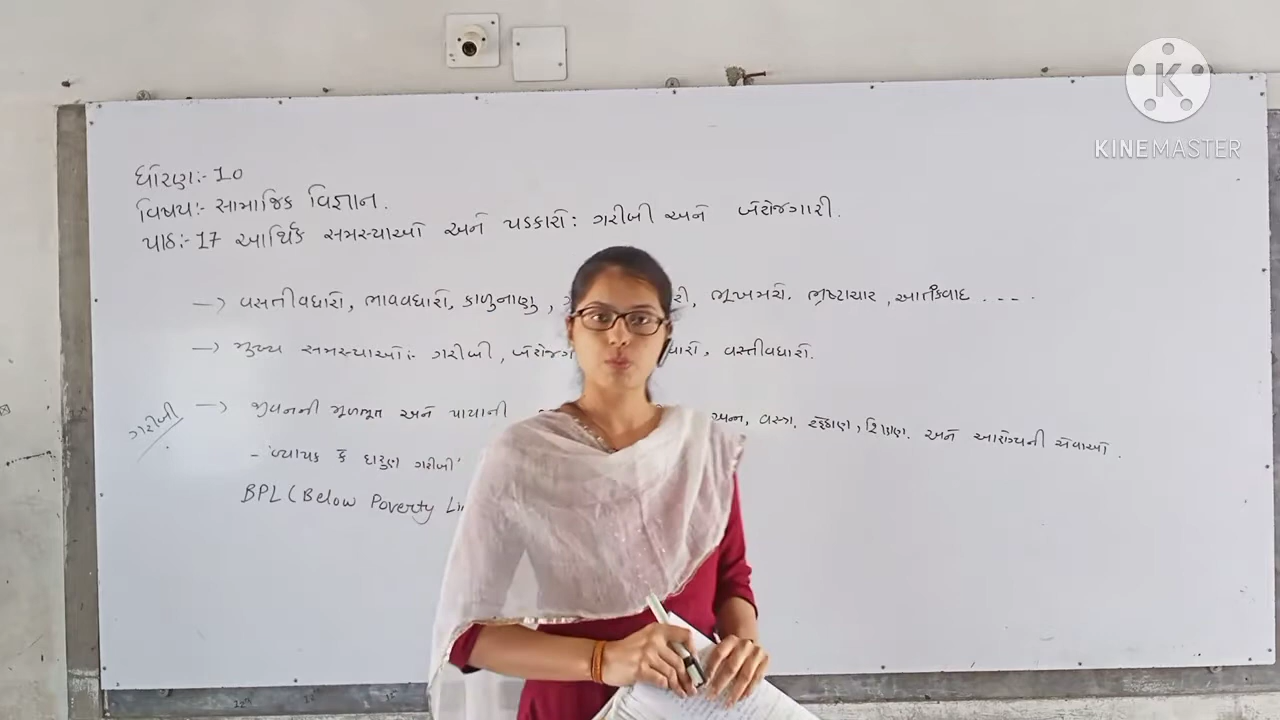 ધોરણ:- 10
વિષય:- સામાજિક વિજ્ઞાન.
પાઠ:- 17 આર્થિક સમસ્યાઓ અને પડકારો: ગરીબી અને બેરોજગારી.
→ વસતીવધારો, ભાવવધારો, કાળુનાણુ, ભૂખમરો. ભ્રષ્ટાચાર, આતંકવાદ ....
→ મુખ્ય સમસ્યાઓ:- ગરીબી, વસ્તીવધારો.
ગરીબી → જીવનની મૂળભૂત અને પાયાની અન્ન, વસ્ત્ર, રહેઠાણ, શિક્ષણ. અને આરોગ્યની સેવાઓ.
- 'વ્યાપક કે દારુણ ગરીબી'
BPL (Below Poverty
KINEMASTER